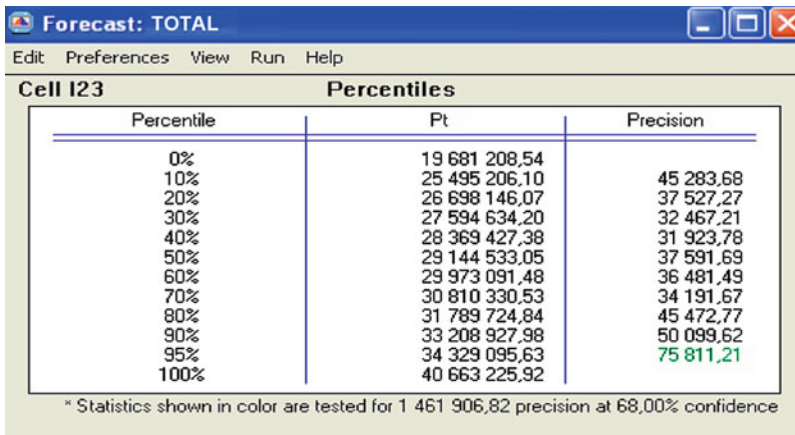 Forecast: TOTAL
Edit Preferences View Run Help
Cell I23 Percentiles
Percentile Pt Precision
0% 19 681 208,54
10% 25 495 206,10 45 283,68
20% 26 698 146,07 37 527,27
30% 27 594 634,20 32 467,21
40% 28 369 427,38 31 923,78
50% 29 144 533,05 37 591,69
60% 29 973 091,48 36 481,49
70% 30 810 330,53 34 191,67
80% 31 789 724,84 45 472,77
90% 33 208 927,98 50 099,62
95% 34 329 095,63 75 811,21
100% 40 663 225,92
* Statistics shown in color are tested for 1 461 906,82 precision at 68,00% confidence